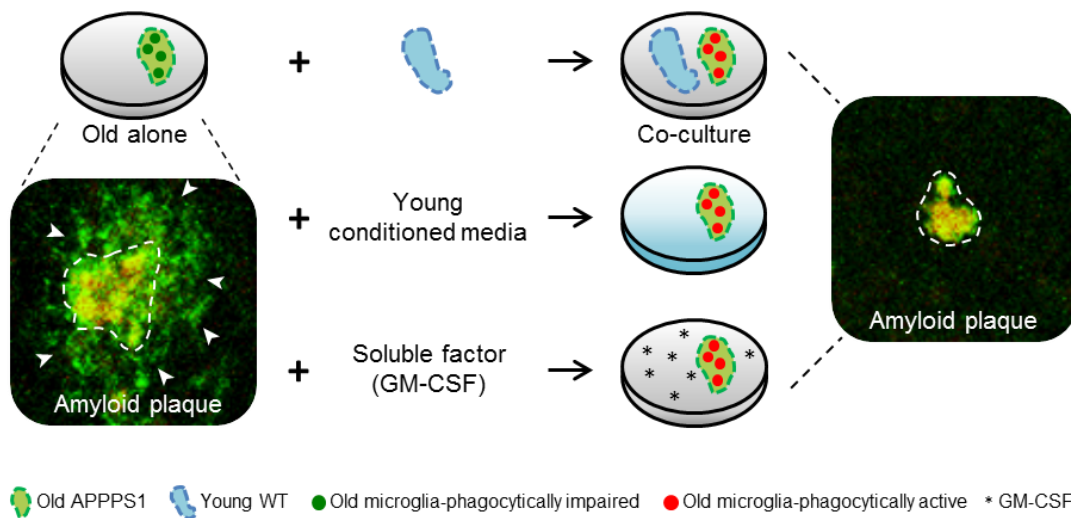 Old alone
+
→
Co-culture
+
Young
conditioned media
→
Amyloid plaque
Amyloid plaque
+
Soluble factor
(GM-CSF)
→
Old APPPS1 Young WT Old microglia-phagocytically impaired Old microglia-phagocytically active * GM-CSF